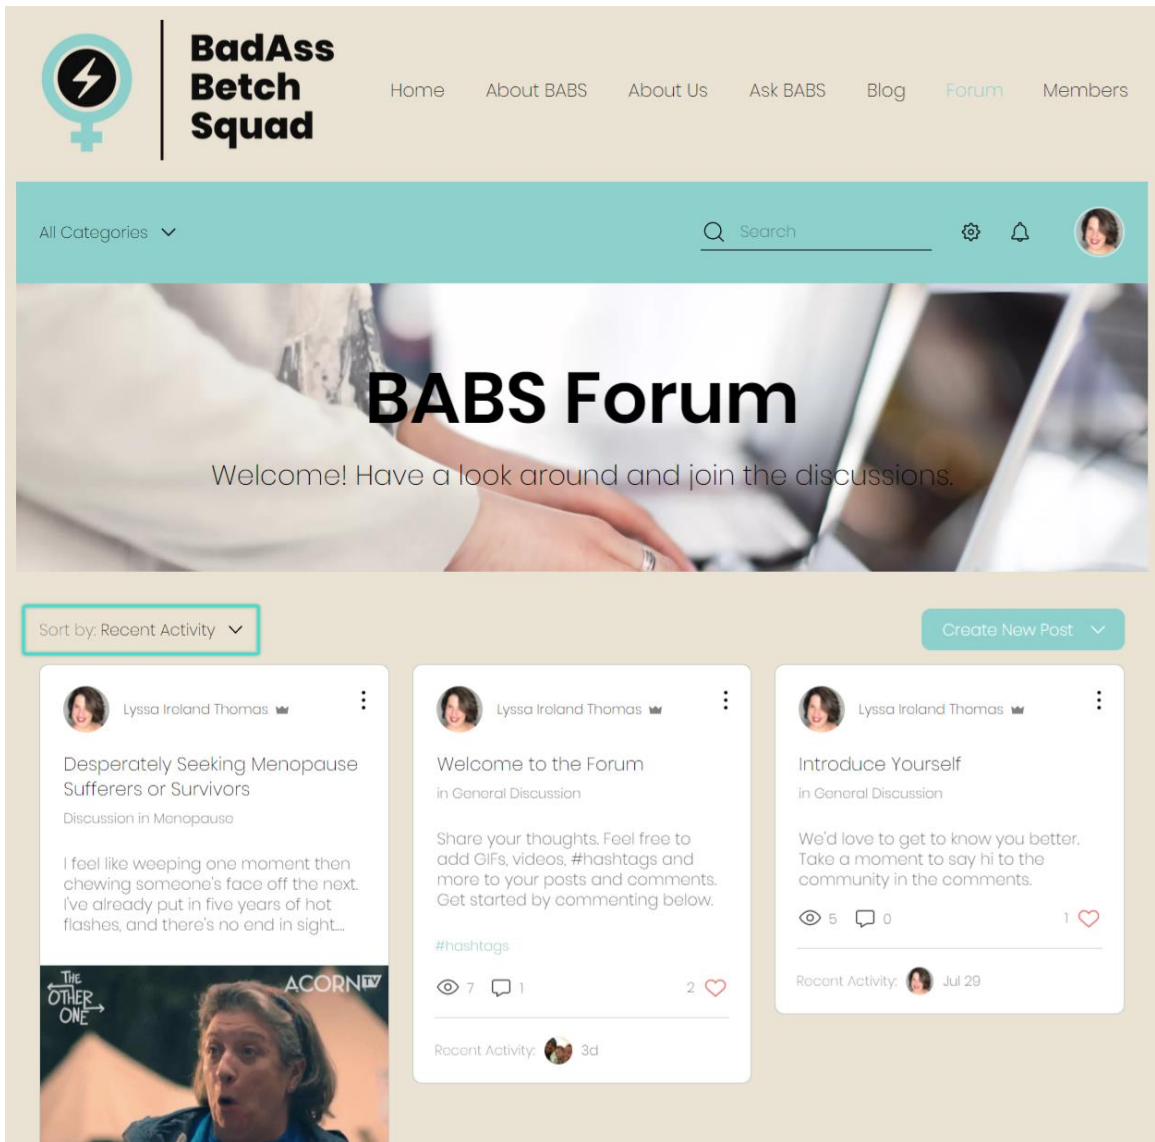 BadAss
Betch
Squad
Home About BABS About Us Ask BABS Blog Forum Members
All Categories
Search
BABS Forum
Welcome! Have a look around and join the discussions.
Sort by: Recent Activity
Create New Post
Lyssa Ireland Thomas
Desperately Seeking Menopause
Sufferers or Survivors
Discussion in Menopause
I feel like weeping one moment then
chewing someone's face off the next.
I've already put in five years of hot
flashes, and there's no end in sight....
THE
OTHER
ONE
ACORN TV
Lyssa Ireland Thomas
Welcome to the Forum
in General Discussion
Share your thoughts. Feel free to
add GIFs, videos, #hashtags and
more to your posts and comments.
Get started by commenting below.
#hashtags
7 1 2
Recent Activity: 3d
Lyssa Ireland Thomas
Introduce Yourself
in General Discussion
We'd love to get to know you better.
Take a moment to say hi to the
community in the comments.
5 0 1
Recent Activity: Jul 29